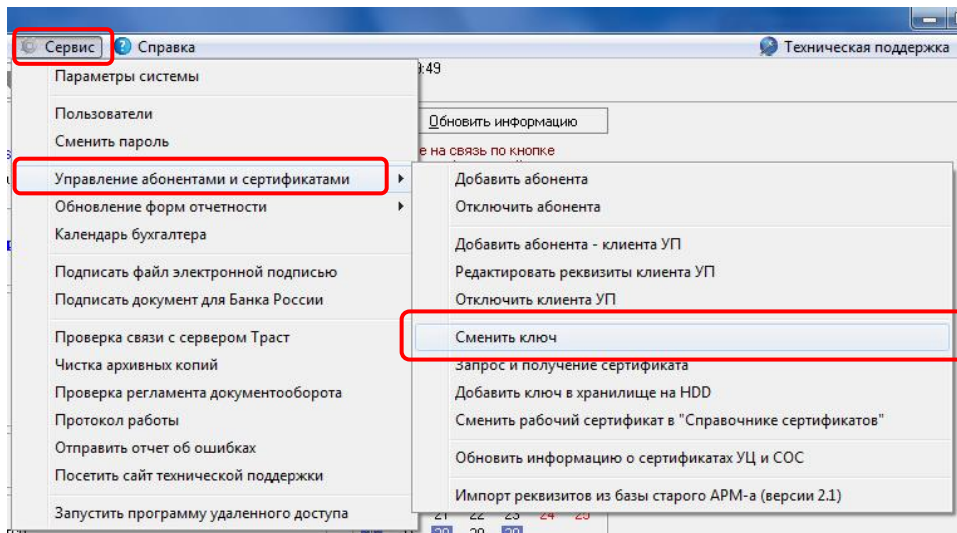 Сервис Справка Техническая поддержка
:49
Параметры системы
Пользователи
Обновить информацию
Сменить пароль
е на связь по кнопке
Управление абонентами и сертификатами
Обновление форм отчетности
Календарь бухгалтера
Подписать файл электронной подписью
Подписать документ для Банка России
Проверка связи с сервером Траст
Чистка архивных копий
Проверка регламента документооборота
Протокол работы
Отправить отчет об ошибках
Посетить сайт технической поддержки
Запустить программу удаленного доступа
Добавить абонента
Отключить абонента
Добавить абонента - клиента УП
Редактировать реквизиты клиента УП
Отключить клиента УП
Сменить ключ
Запрос и получение сертификата
Добавить ключ в хранилище на HDD
Сменить рабочий сертификат в "Справочнике сертификатов"
Обновить информацию о сертификатах УЦ и СОС
Импорт реквизитов из базы старого АРМ-а (версии 2.1)
21 22 23 24 25
28 29 30